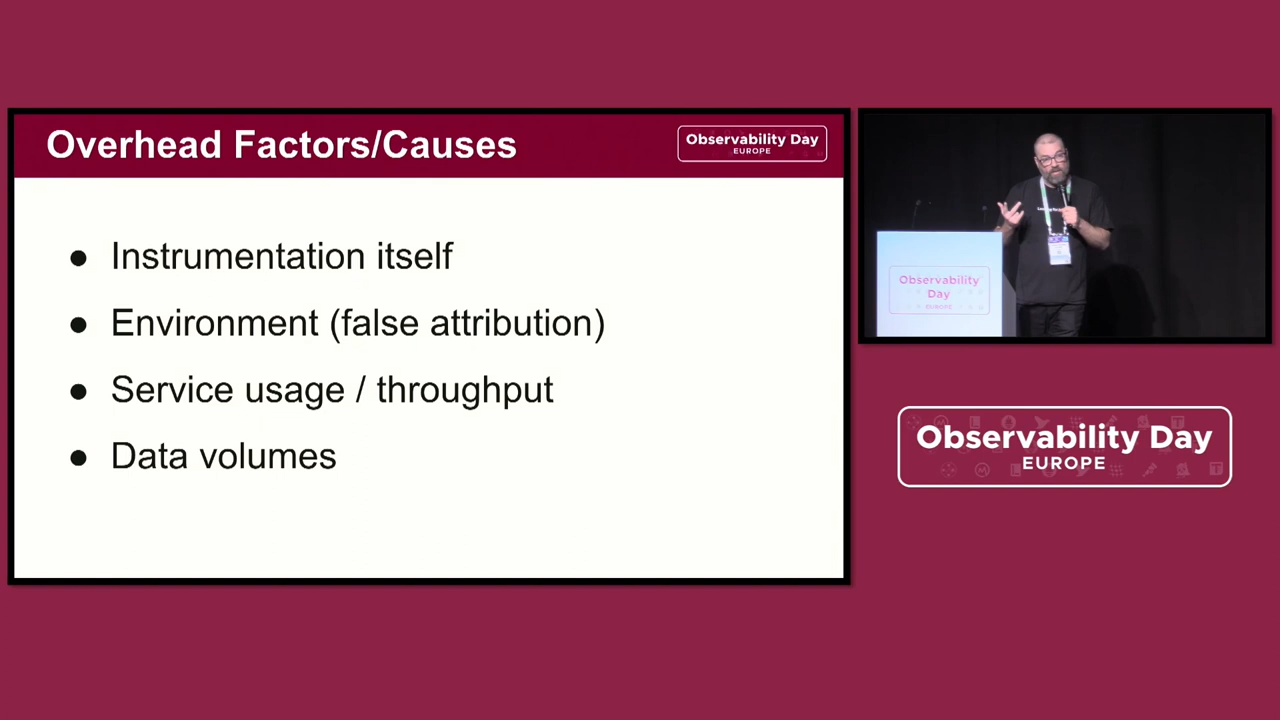 Overhead Factors/Causes
Observability Day
EUROPE
● Instrumentation itself
● Environment (false attribution)
● Service usage / throughput
● Data volumes
Observability
Day
EUROPE
Observability Day
EUROPE